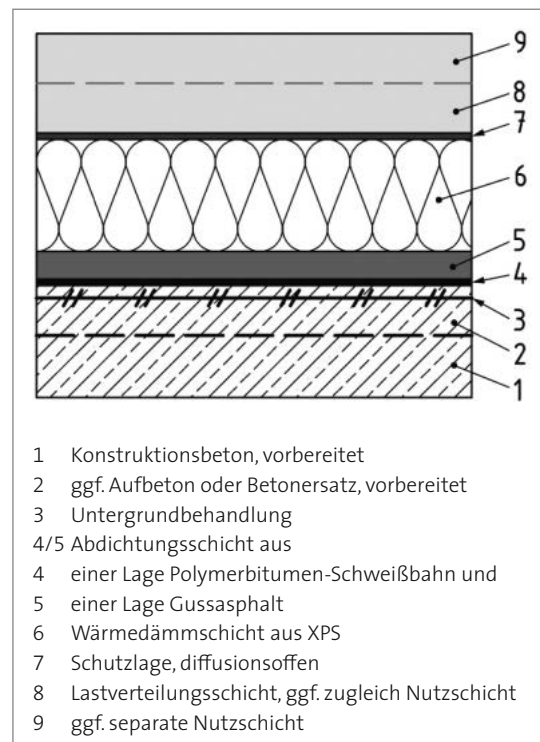 9
8
7
6
5
4
3
2
1
1 Konstruktionsbeton, vorbereitet
2 ggf. Aufbeton oder Betonersatz, vorbereitet
3 Untergrundbehandlung
4/5 Abdichtungsschicht aus
4 einer Lage Polymerbitumen-Schweißbahn und
5 einer Lage Gussasphalt
6 Wärmedämmschicht aus XPS
7 Schutzlage, diffusionsoffen
8 Lastverteilungsschicht, ggf. zugleich Nutzschicht
9 ggf. separate Nutzschicht